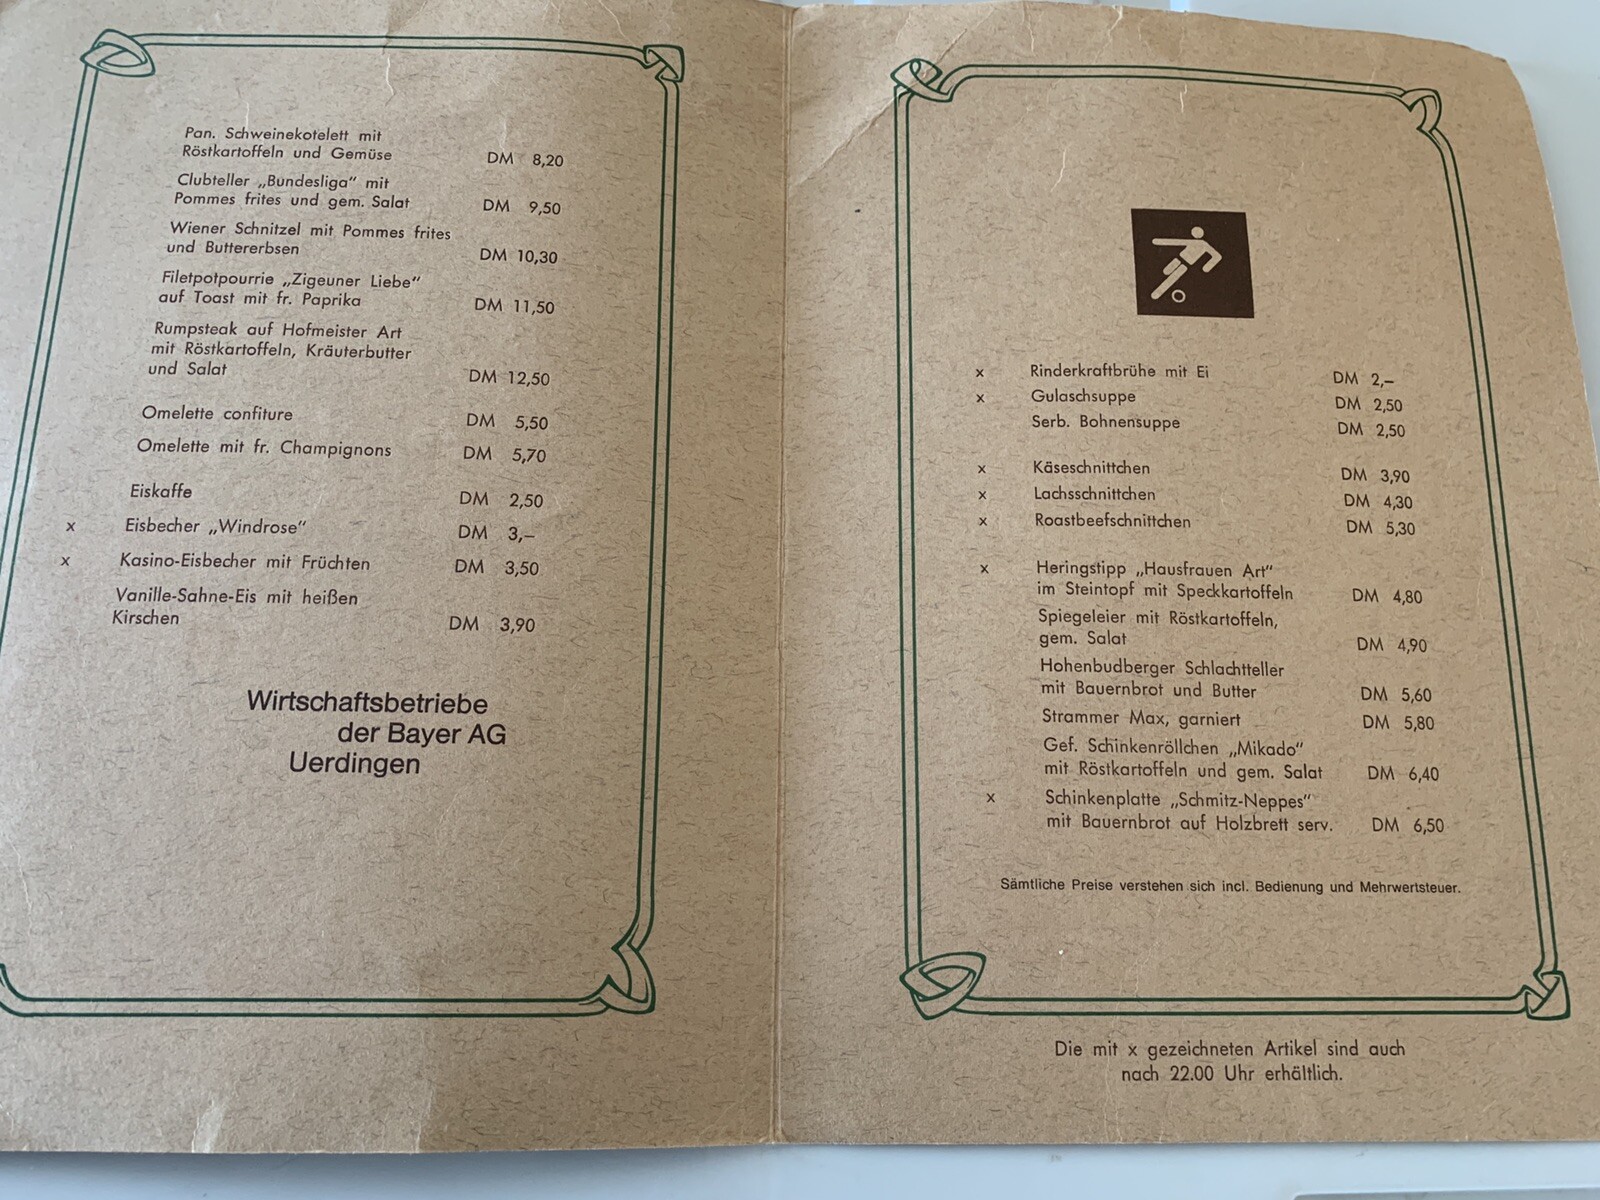 Pan. Schweinekotelett mit
Röstkartoffeln und Gemüse DM 8,20
Clubteller „Bundesliga“ mit
Pommes frites und gem. Salat DM 9,50
Wiener Schnitzel mit Pommes frites
und Buttererbsen DM 10,30
Filetpotpourrie „Zigeuner Liebe“
auf Toast mit fr. Paprika DM 11,50
Rumpsteak auf Hofmeister Art
mit Röstkartoffeln, Kräuterbutter
und Salat DM 12,50
Omelette confiture DM 5,50
Omelette mit fr. Champignons DM 5,70
Eiskaffe DM 2,50
x Eisbecher „Windrose“ DM 3,–
x Kasino-Eisbecher mit Früchten DM 3,50
Vanille-Sahne-Eis mit heißen
Kirschen DM 3,90
Wirtschaftsbetriebe
der Bayer AG
Uerdingen
x Rinderkraftbrühe mit Ei DM 2,–
x Gulaschsuppe DM 2,50
Serb. Bohnensuppe DM 2,50
x Käseschnittchen DM 3,90
x Lachsschnittchen DM 4,30
x Roastbeefschnittchen DM 5,30
x Heringstipp „Hausfrauen Art“
im Steintopf mit Speckkartoffeln DM 4,80
Spiegeleier mit Röstkartoffeln,
gem. Salat DM 4,90
Hohenbudberger Schlachtteller
mit Bauernbrot und Butter DM 5,60
Strammer Max, garniert DM 5,80
Gef. Schinkenröllchen „Mikado“
mit Röstkartoffeln und gem. Salat DM 6,40
x Schinkenplatte „Schmitz-Neppes“
mit Bauernbrot auf Holzbrett serv. DM 6,50
Sämtliche Preise verstehen sich incl. Bedienung und Mehrwertsteuer.
Die mit x gezeichneten Artikel sind auch
nach 22.00 Uhr erhältlich.